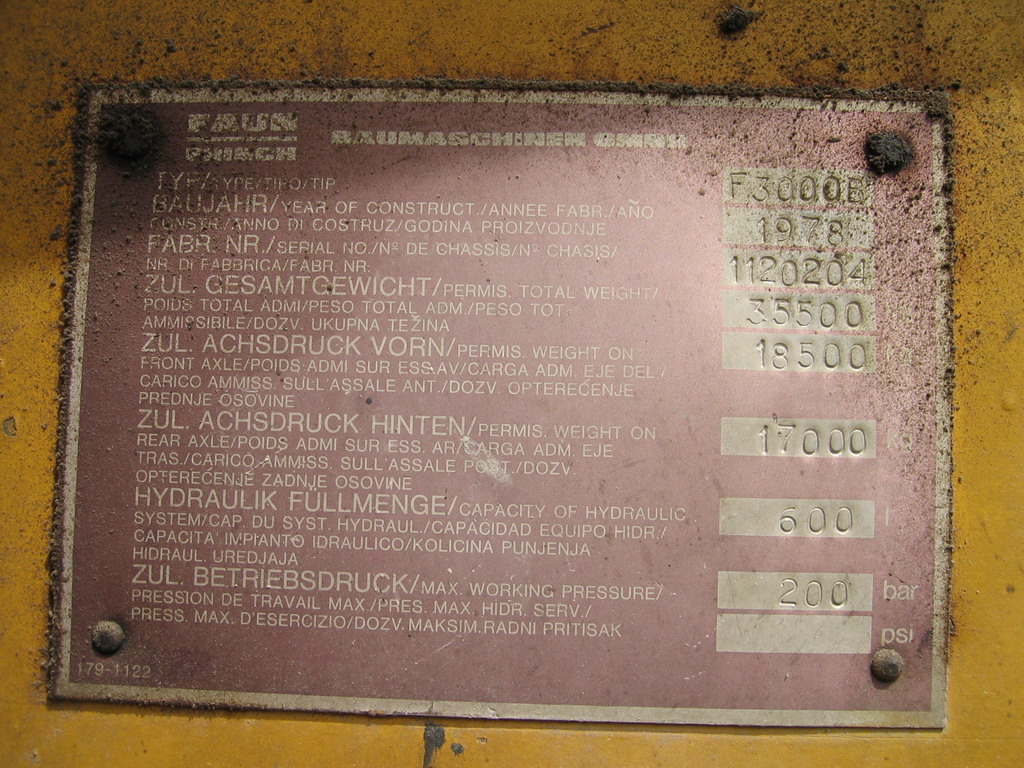 FAUN
FRISCH BAUMASCHINEN GMBH
TYP/TYPE/TIPO/TIP F3000E
BAUJAHR/YEAR OF CONSTRUCT./ANNEE FABR./AÑO
CONSTR./ANNO DI COSTRUZ/GODINA PROIZVODNJE 1978
FABR. NR./SERIAL NO./Nº DE CHASSIS/Nº CHASIS/
NR. DI FABBRICA/FABR. NR. 1120204
ZUL. GESAMTGEWICHT/PERMIS. TOTAL WEIGHT/
POIDS TOTAL ADMI/PESO TOTAL ADM./PESO TOT. 35500
AMMISSIBILE/DOZV. UKUPNA TEŽINA
ZUL. ACHSDRUCK VORN/PERMIS. WEIGHT ON 18500
FRONT AXLE/POIDS ADMI SUR ESS.AV/CARGA ADM. EJE DEL./
CARICO AMMISS. SULL'ASSALE ANT./DOZV. OPTEREĆENJE
PREDNJE OSOVINE
ZUL. ACHSDRUCK HINTEN/PERMIS. WEIGHT ON 17000
REAR AXLE/POIDS ADMI SUR ESS. AR/CARGA ADM. EJE
TRAS./CARICO AMMISS. SULL'ASSALE POST./DOZV.
OPTEREĆENJE ZADNJE OSOVINE
HYDRAULIK FÜLLMENGE/CAPACITY OF HYDRAULIC
SYSTEM/CAP. DU SYST. HYDRAUL./CAPACIDAD EQUIPO HIDR./ 600 l
CAPACITA' IMPIANTO IDRAULICO/KOLICINA PUNJENJA
HIDRAUL. UREDJAJA
ZUL. BETRIEBSDRUCK/MAX. WORKING PRESSURE/ 200 bar
PRESSION DE TRAVAIL MAX./PRES. MAX. HIDR. SERV./
PRESS. MAX. D'ESERCIZIO/DOZV. MAKSIM. RADNI PRITISAK psi
179-1122